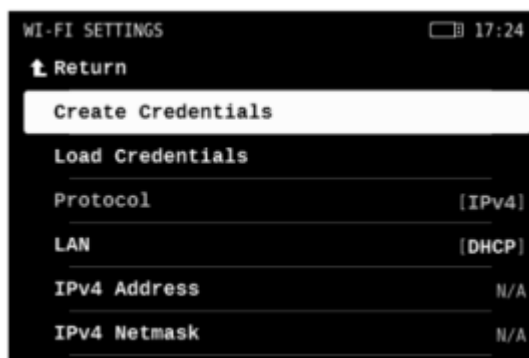 WI-FI SETTINGS 17:24
Return
Create Credentials
Load Credentials
Protocol [IPv4]
LAN [DHCP]
IPv4 Address N/A
IPv4 Netmask N/A